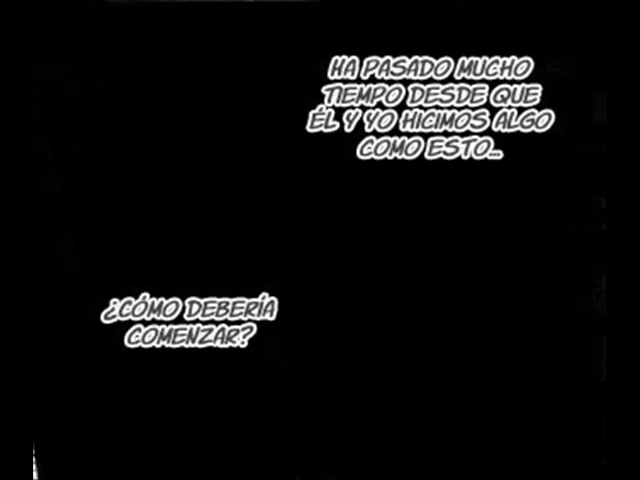 HA PASADO MUCHO
TIEMPO DESDE QUE
ÉL Y YO HICIMOS ALGO
COMO ESTO...
¿CÓMO DEBERÍA
COMENZAR?